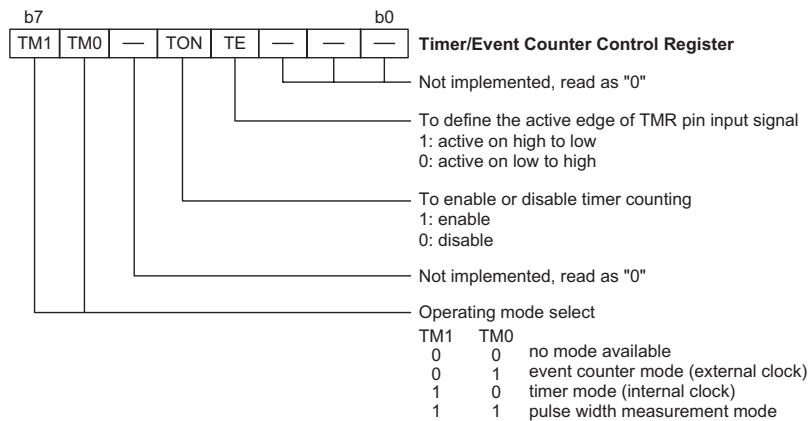 b7 b0
TM1 TM0 — TON TE — — — Timer/Event Counter Control Register
Not implemented, read as "0"
To define the active edge of TMR pin input signal
1: active on high to low
0: active on low to high
To enable or disable timer counting
1: enable
0: disable
Not implemented, read as "0"
Operating mode select
TM1 TM0
0 0 no mode available
0 1 event counter mode (external clock)
1 0 timer mode (internal clock)
1 1 pulse width measurement mode